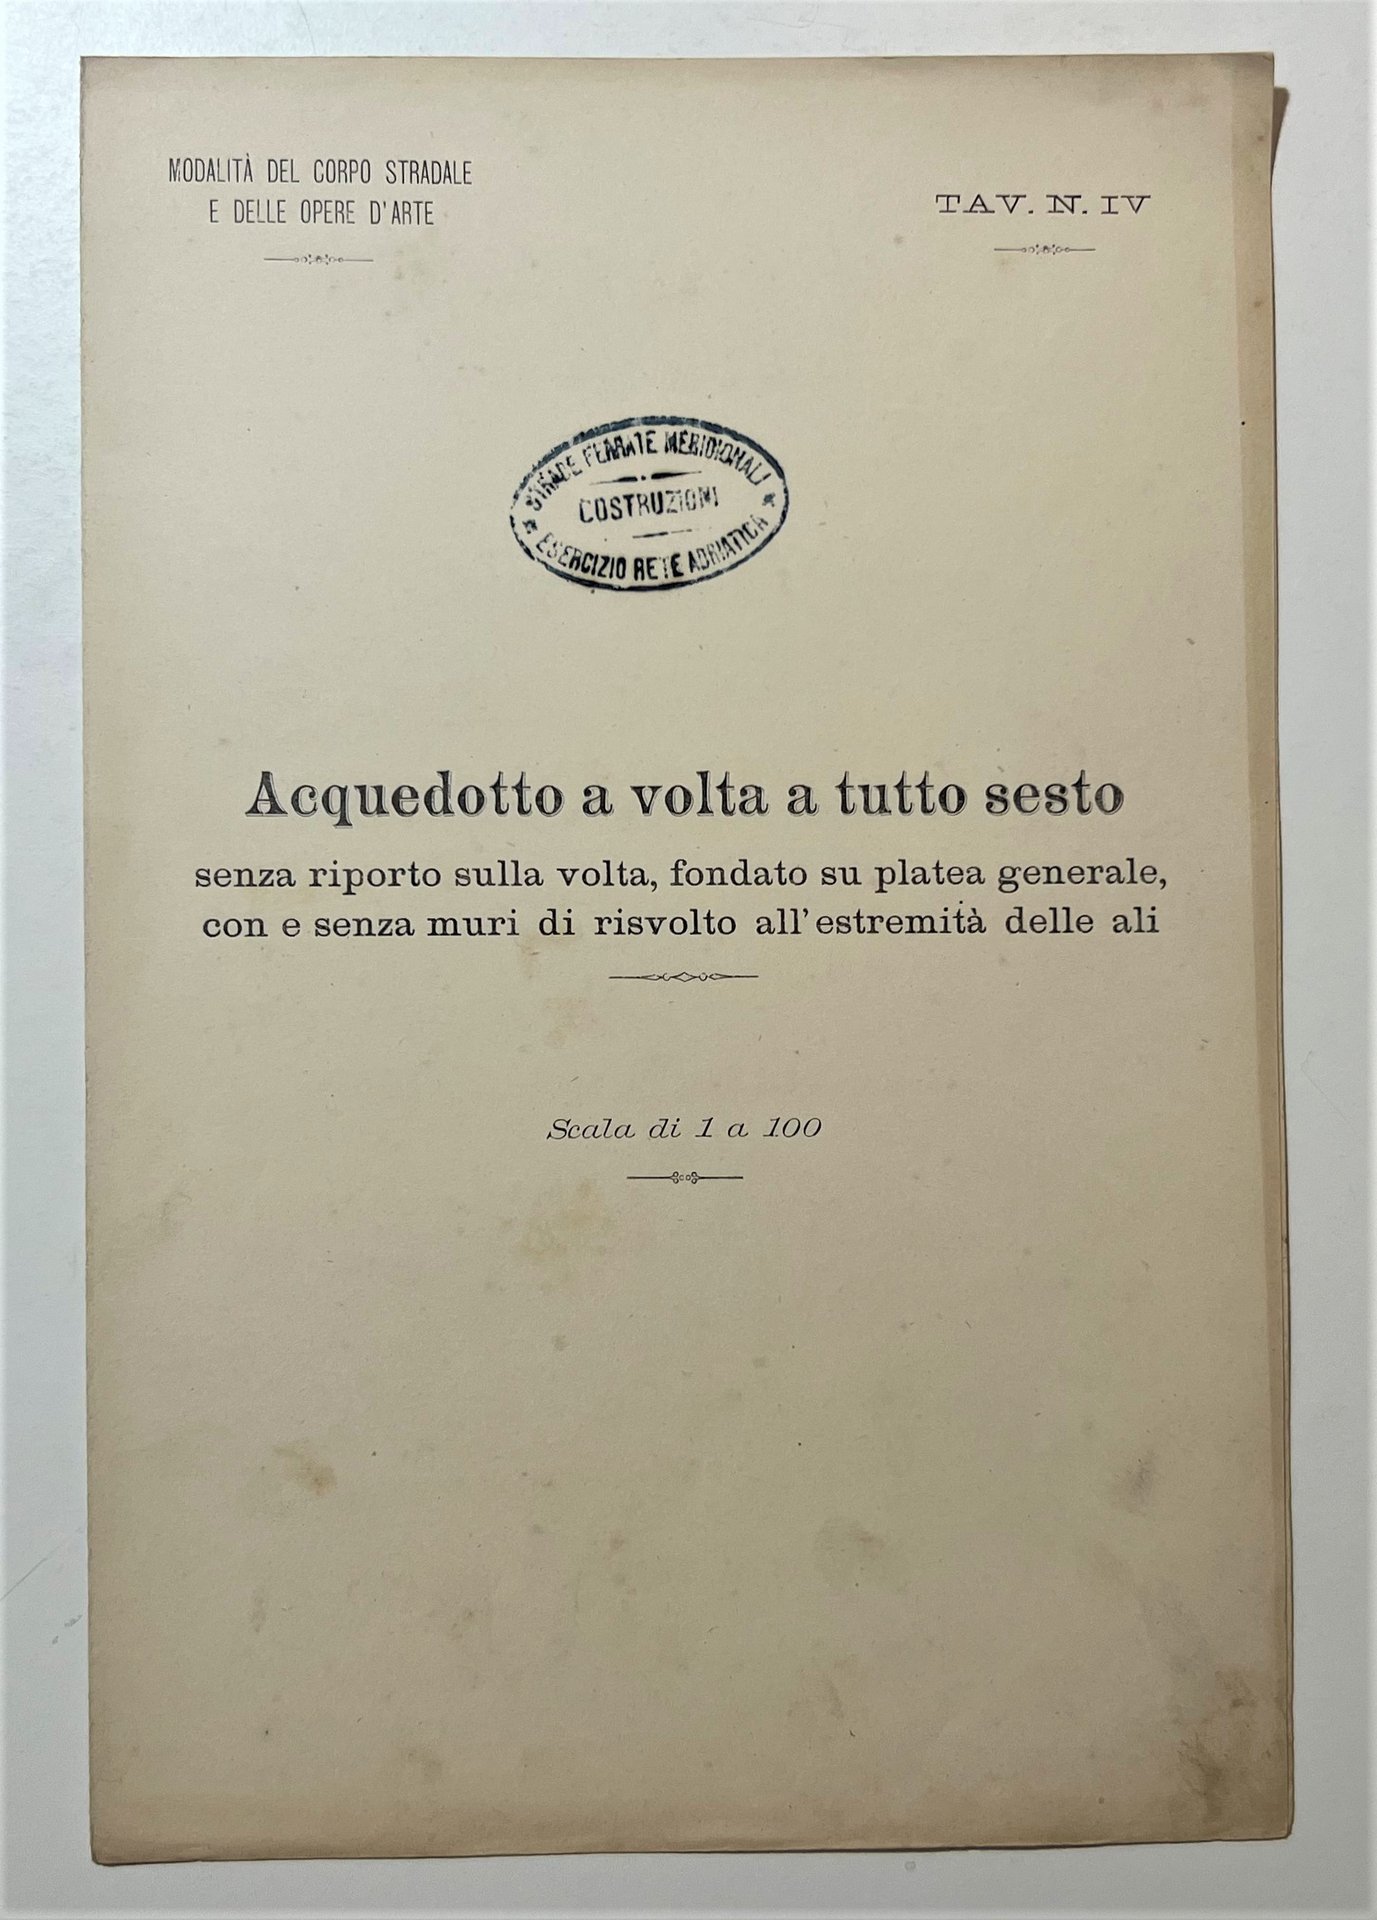 MODALITÀ DEL CORPO STRADALE
E DELLE OPERE D'ARTE
TAV. N. IV
STRADE FERRATE MERIDIONALI
COSTRUZIONI
ESERCIZIO RETE ADRIATICA
Acquedotto a volta a tutto sesto
senza riporto sulla volta, fondato su platea generale,
con e senza muri di risvolto all'estremità delle ali
Scala di 1 a 100